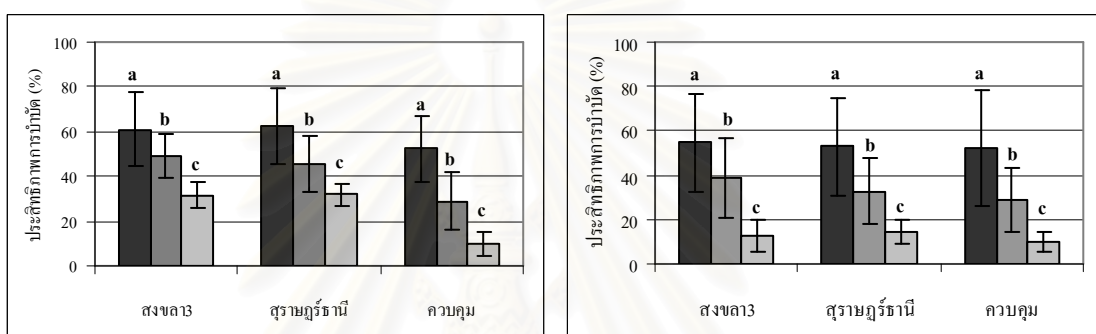 ประสิทธิภาพการบำบัด (%)
100
80
60
40
20
0
a
b
c
a
b
c
a
b
c
สงขลา3
สุราษฎร์ธานี
ควบคุม
ประสิทธิภาพการบำบัด (%)
100
80
60
40
20
0
a
b
c
a
b
c
a
b
c
สงขลา3
สุราษฎร์ธานี
ควบคุม